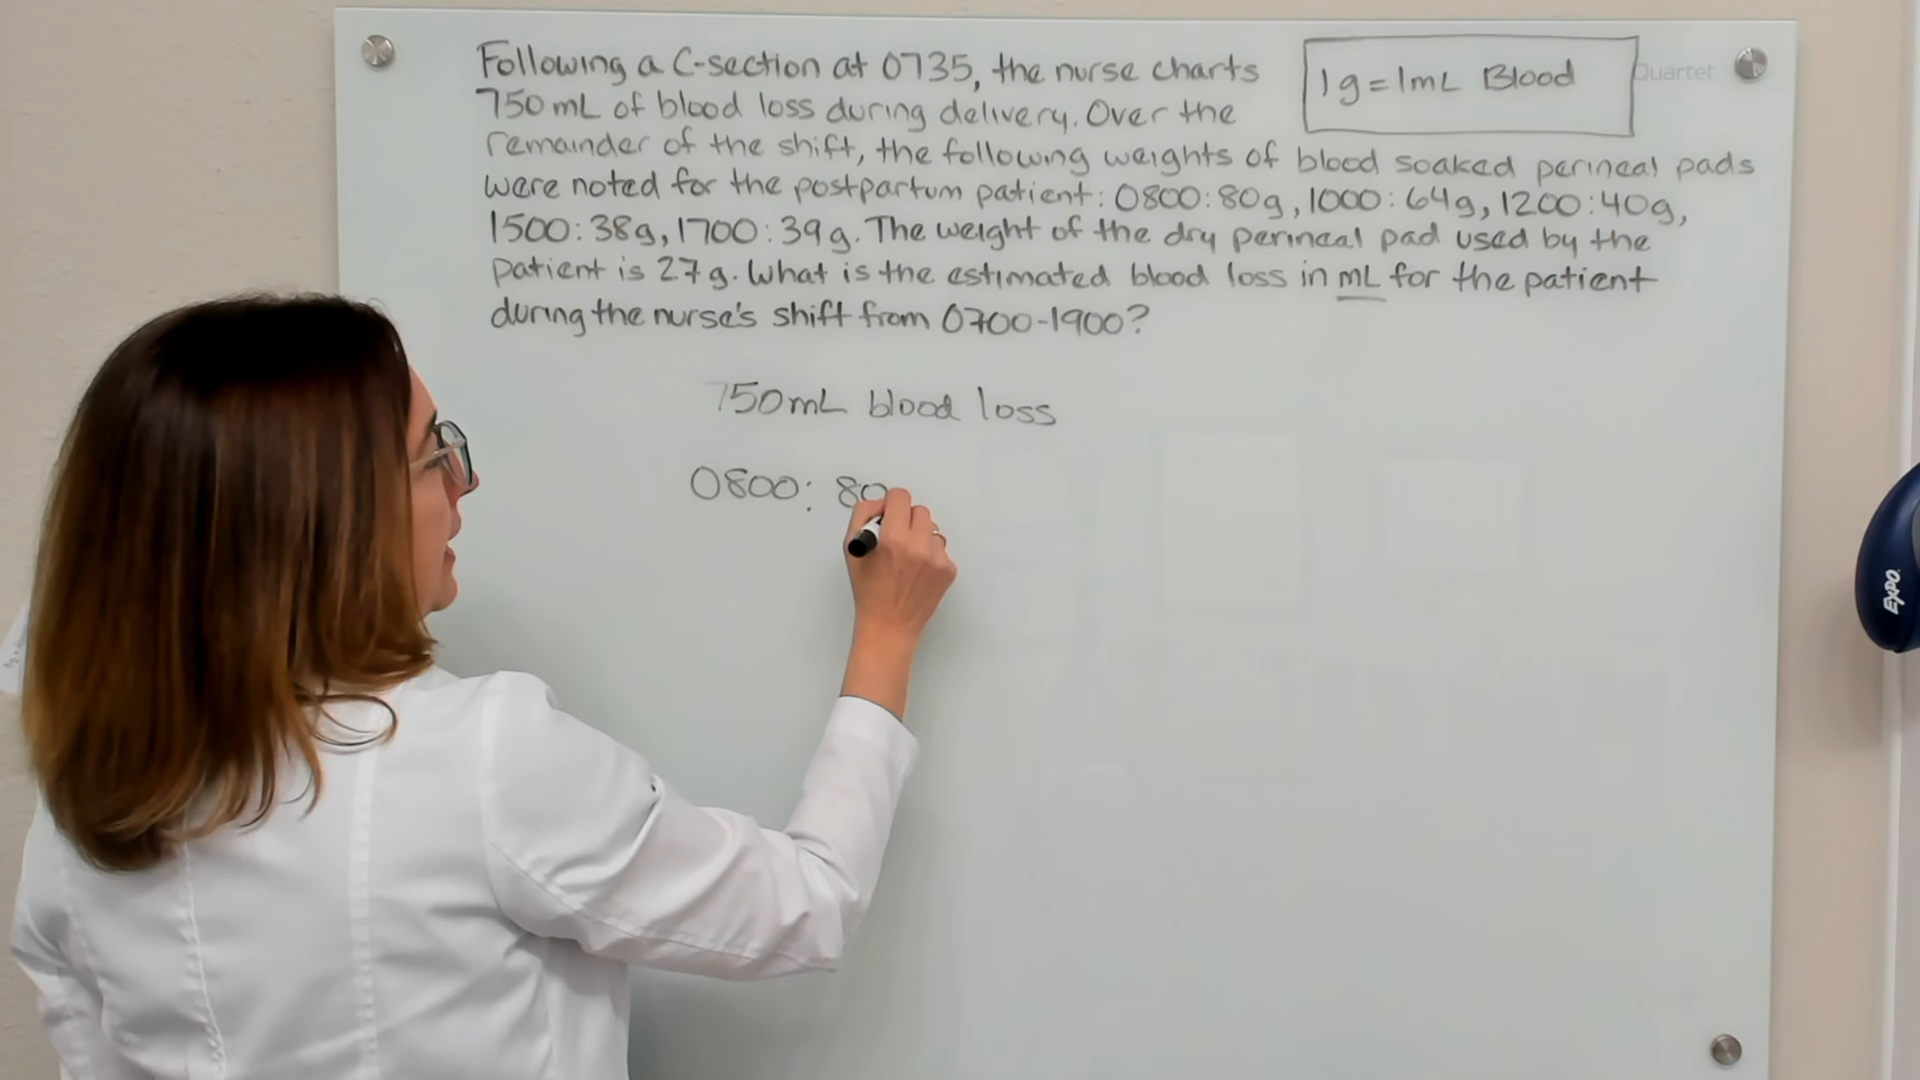 Following a C-section at 0735, the nurse charts
750 mL of blood loss during delivery. Over the
remainder of the shift, the following weights of blood soaked perineal pads
were noted for the postpartum patient: 0800:80g, 1000:64g, 1200:40g,
1500:38g, 1700:39g. The weight of the dry perineal pad used by the
patient is 27g. What is the estimated blood loss in mL for the patient
during the nurse's shift from 0700-1900?
1g=1mL Blood
Quartet
750mL blood loss
0800: 80
EXPO